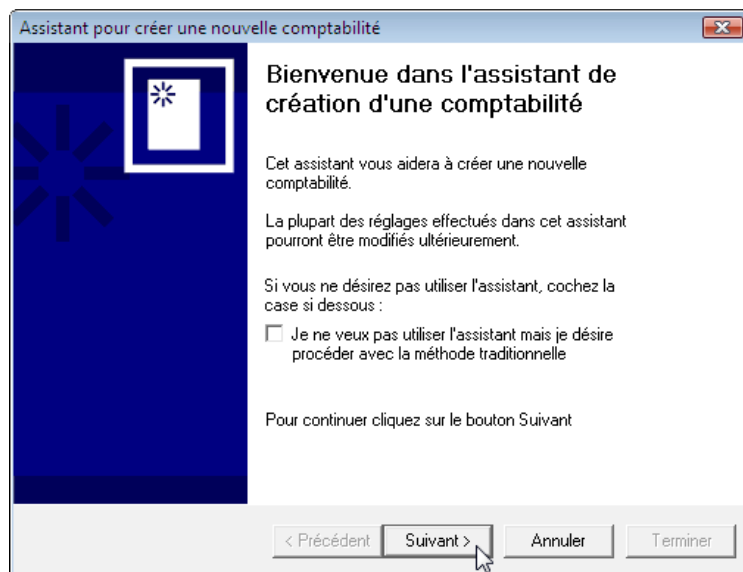 Assistant pour créer une nouvelle comptabilité
Bienvenue dans l'assistant de
création d'une comptabilité
Cet assistant vous aidera à créer une nouvelle
comptabilité.
La plupart des réglages effectués dans cet assistant
pourront être modifiés ultérieurement.
Si vous ne désirez pas utiliser l'assistant, cochez la
case si dessous :
Je ne veux pas utiliser l'assistant mais je désire
procéder avec la méthode traditionnelle
Pour continuer cliquez sur le bouton Suivant
< Précédent Suivant > Annuler Terminer